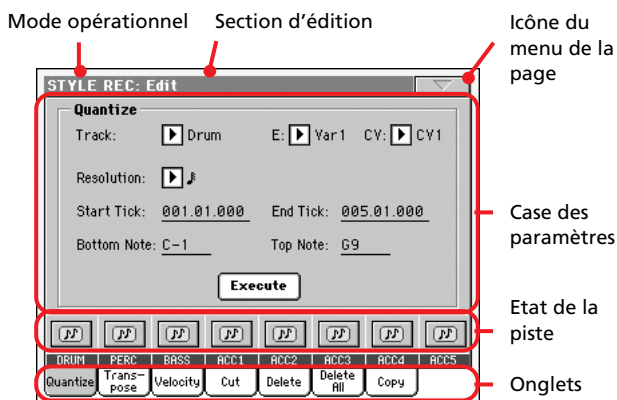 Mode opérationnel
Section d'édition
Icône du
menu de la
page
STYLE REC: Edit
Quantize
Track: Drum E: Var1 CV: CV1
Resolution:
Start Tick: 001.01.000 End Tick: 005.01.000
Bottom Note: C-1 Top Note: G9
Execute
Case des
paramètres
Etat de la
piste
DRUM PERC BASS ACC1 ACC2 ACC3 ACC4 ACC5
Quantize Trans-
pose Velocity Cut Delete Delete
All Copy
Onglets